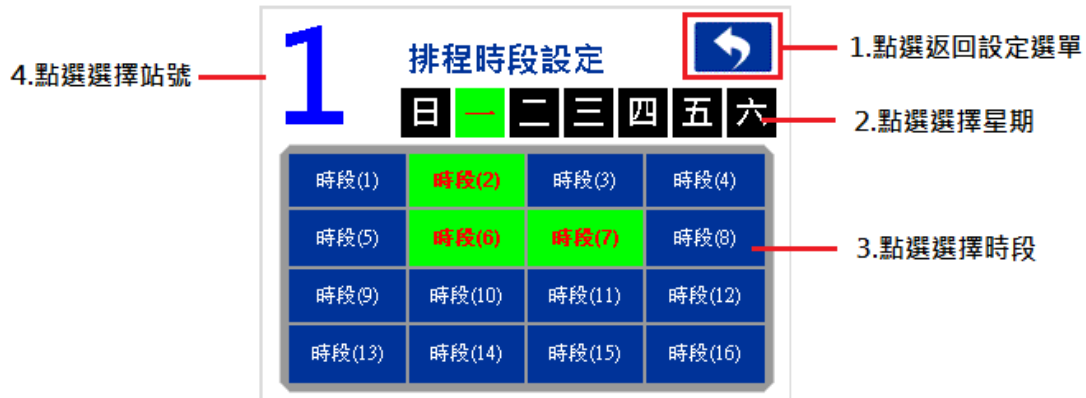 1
排程時段設定
1.點選返回設定選單
4.點選選擇站號
日 一 二 三 四 五 六
2.點選選擇星期
時段(1) 時段(2) 時段(3) 時段(4)
時段(5) 時段(6) 時段(7) 時段(8)
3.點選選擇時段
時段(9) 時段(10) 時段(11) 時段(12)
時段(13) 時段(14) 時段(15) 時段(16)